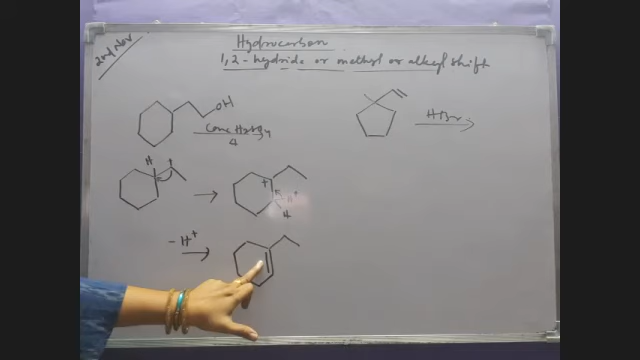 2nd Nov
Hydrocarbon
1,2-hydride or methyl or alkyl shift
OH
Conc H2SO4
Δ
HBr
H +
+
H
H+
- H+